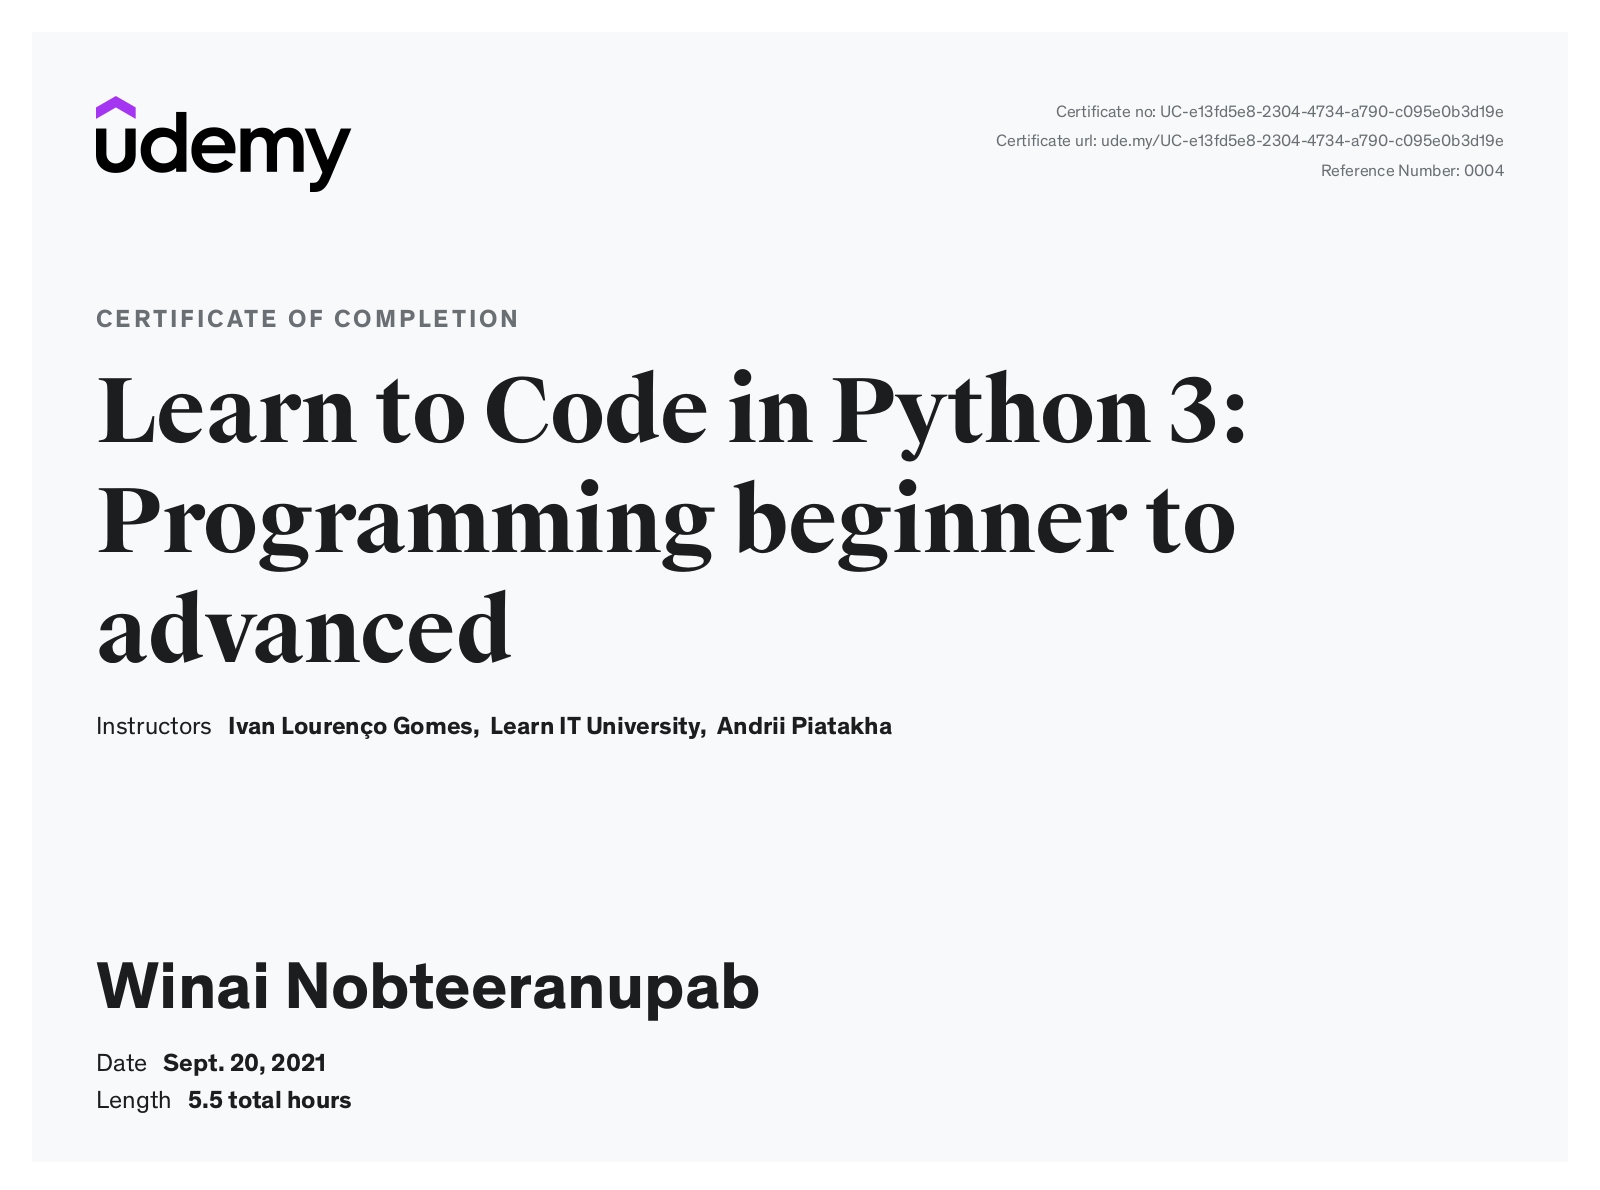 udemy
Certificate no: UC-e13fd5e8-2304-4734-a790-c095e0b3d19e
Certificate url: ude.my/UC-e13fd5e8-2304-4734-a790-c095e0b3d19e
Reference Number: 0004
CERTIFICATE OF COMPLETION
Learn to Code in Python 3:
Programming beginner to
advanced
Instructors Ivan Lourenço Gomes, Learn IT University, Andrii Piatakha
Winai Nobteeranupab
Date Sept. 20, 2021
Length 5.5 total hours